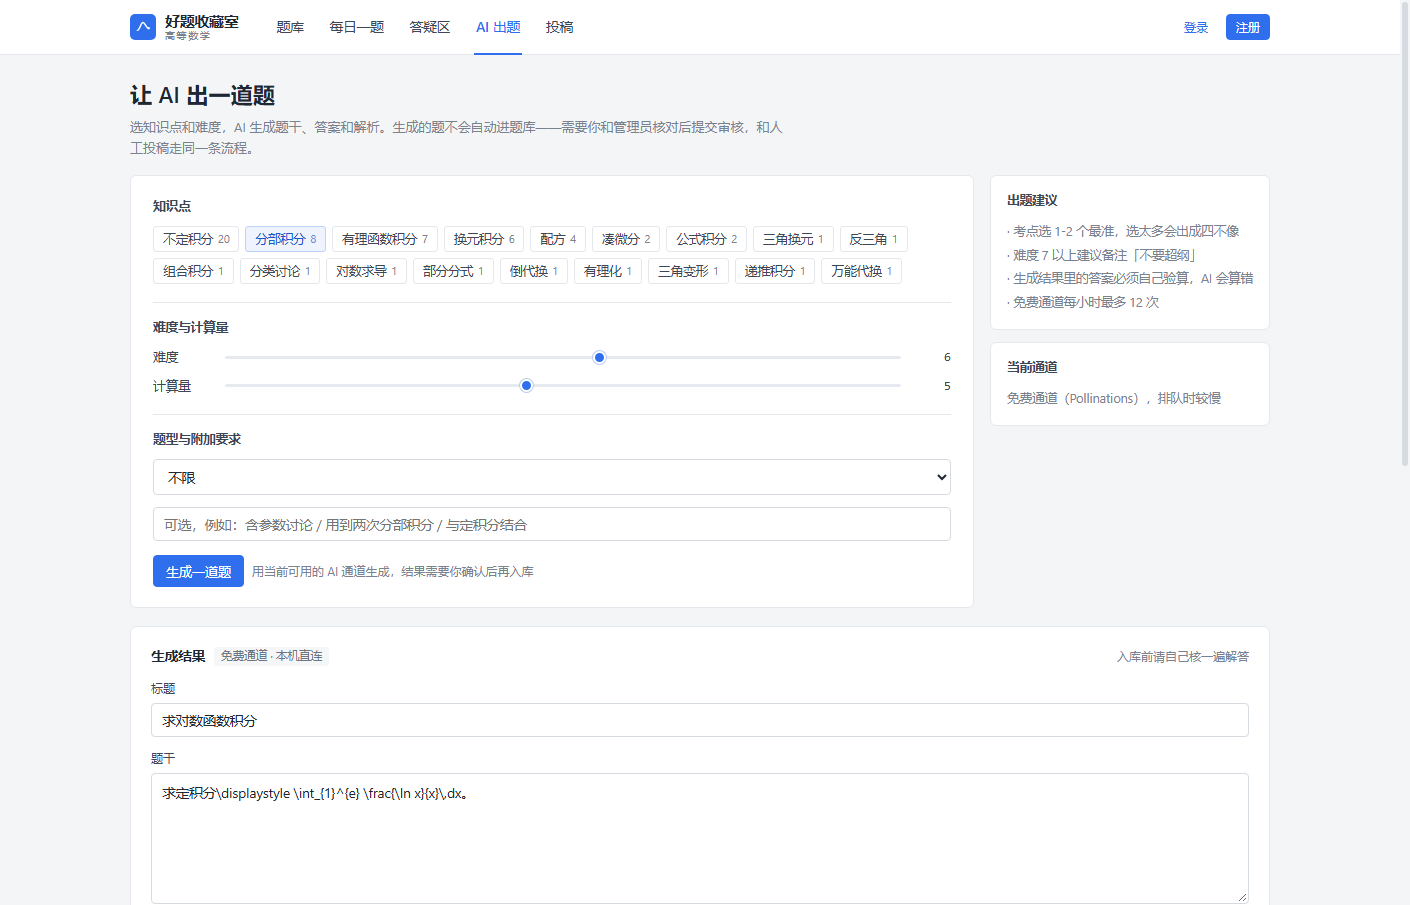 好题收藏室
高等数学
题库 每日一题 答疑区 AI 出题 投稿
登录 注册
让 AI 出一道题
选知识点和难度，AI 生成题干、答案和解析。生成的题不会自动进题库——需要你和管理员核对后提交审核，和人
工投稿走同一条流程。
知识点
不定积分 20 分部积分 8 有理函数积分 7 换元积分 6 配方 4 凑微分 2 公式积分 2 三角换元 1 反三角 1
组合积分 1 分类讨论 1 对数求导 1 部分分式 1 倒代换 1 有理化 1 三角变形 1 递推积分 1 万能代换 1
难度与计算量
难度 6
计算量 5
题型与附加要求
不限
可选，例如：含参数讨论 / 用到两次分部积分 / 与定积分结合
生成一道题 用当前可用的 AI 通道生成，结果需要你确认后再入库
出题建议
· 考点选 1-2 个最准，选太多会出成四不像
· 难度 7 以上建议备注「不要超纲」
· 生成结果里的答案必须自己验算，AI 会算错
· 免费通道每小时最多 12 次
当前通道
免费通道（Pollinations），排队时较慢
生成结果 免费通道 · 本机直连 入库前请自己核一遍解答
标题
求对数函数积分
题干
求定积分\displaystyle \int_{1}^{e} \frac{\ln x}{x}\,dx。